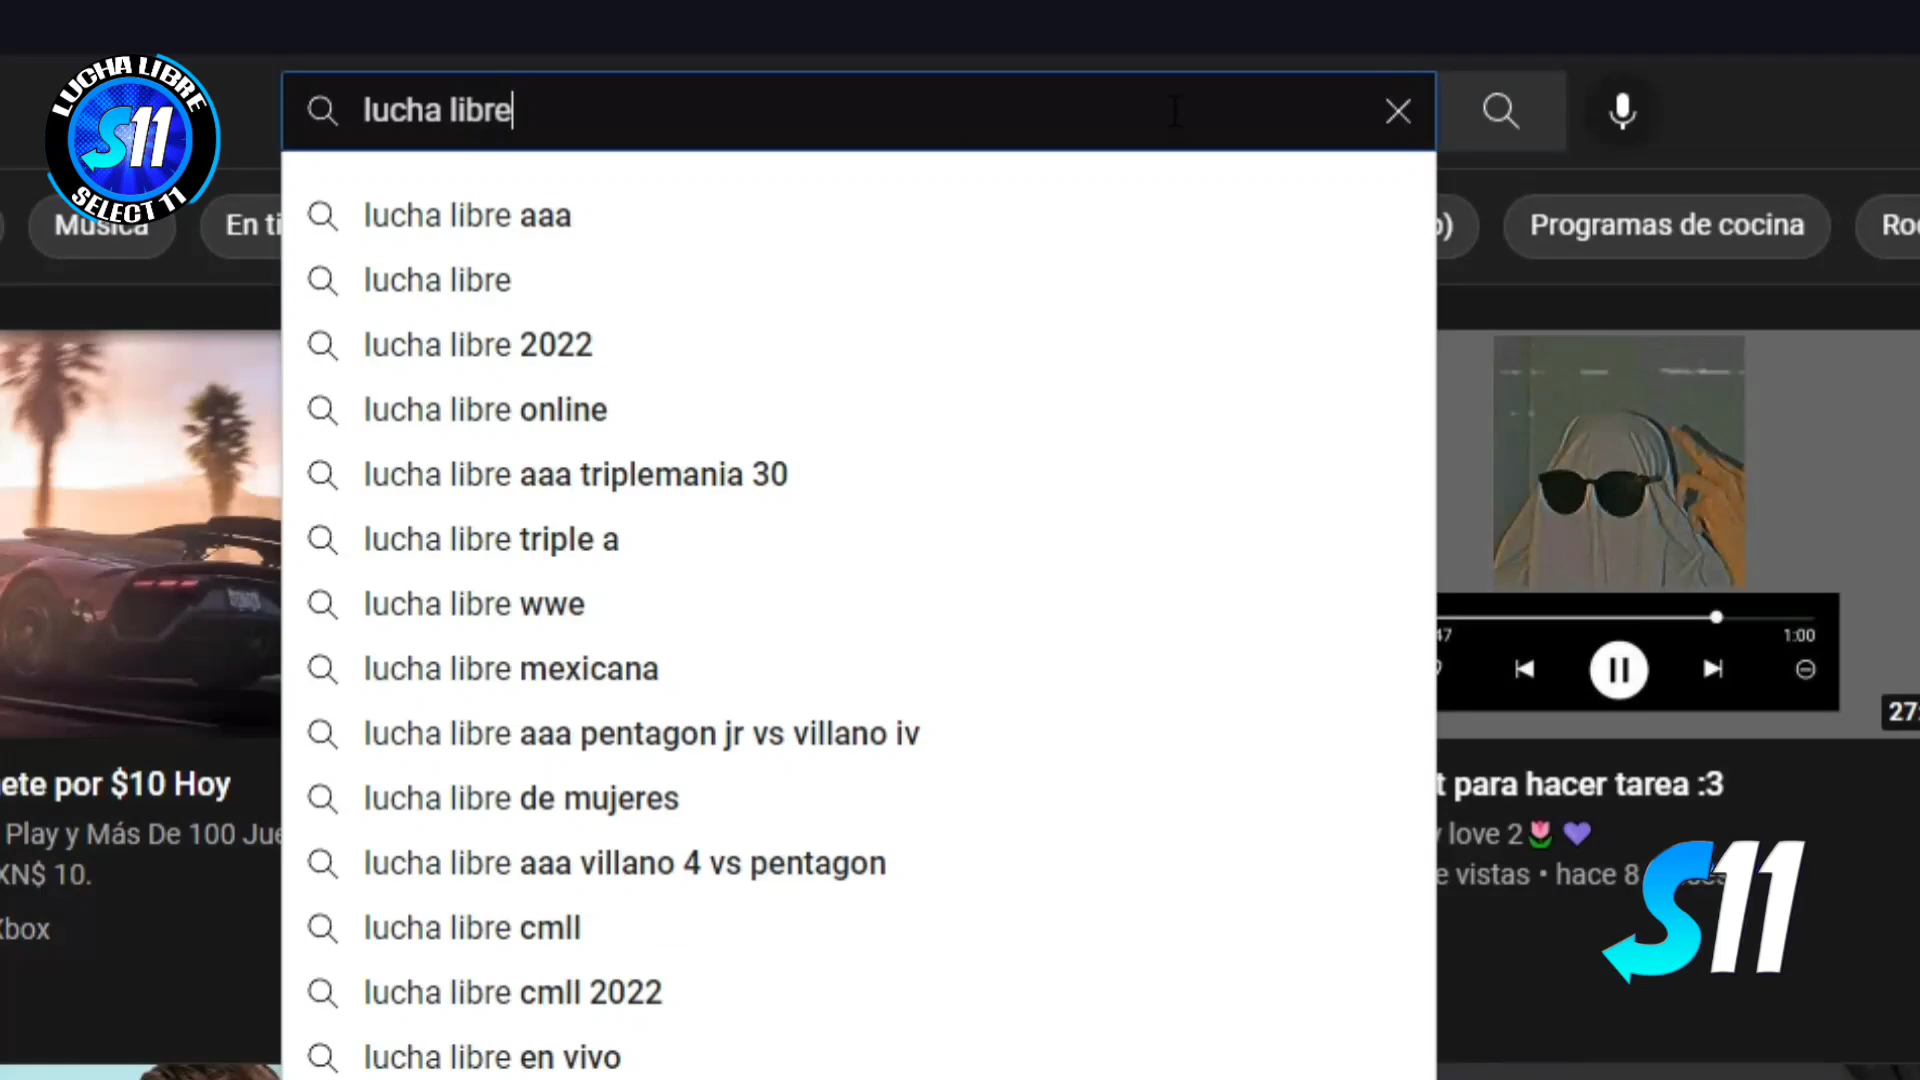 LUCHA LIBRE
S11
SELECT 11
lucha libre
Música
En ti
Programas de cocina
lucha libre aaa
lucha libre
lucha libre 2022
lucha libre online
lucha libre aaa triplemania 30
lucha libre triple a
lucha libre wwe
lucha libre mexicana
lucha libre aaa pentagon jr vs villano iv
lucha libre de mujeres
lucha libre aaa villano 4 vs pentagon
lucha libre cmll
lucha libre cmll 2022
lucha libre en vivo
47
1:00
27:
ete por $10 Hoy
Play y Más De 100 Jue
XN$ 10.
Xbox
t para hacer tarea :3
love 2🌷💜
e vistas • hace 8
S11